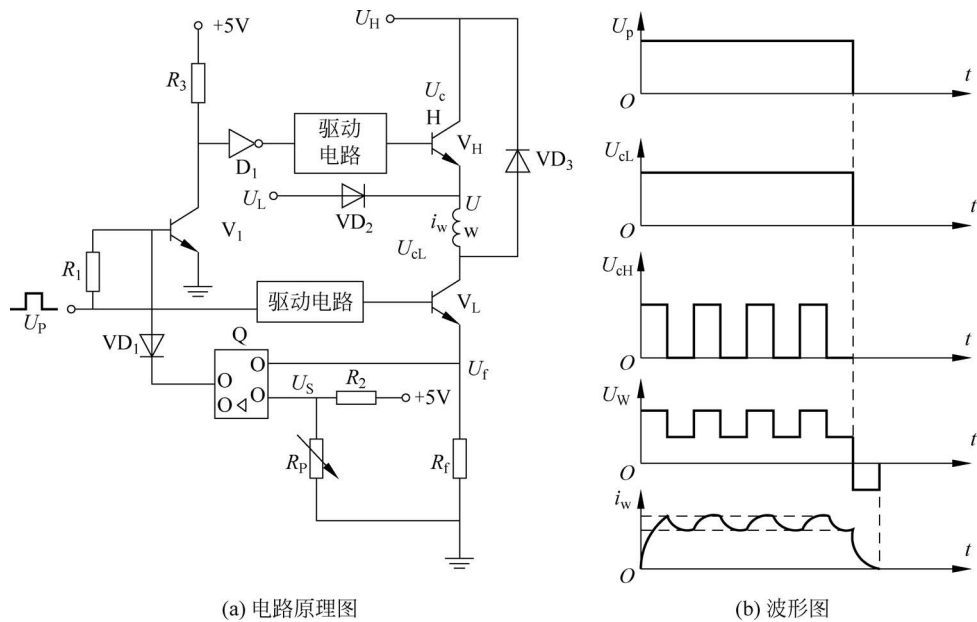 +5V
U_H
R_3
U_c
H
驱动
电路
D_1
V_H
VD_3
U_L
VD_2
U
i_w
w
V_1
U_cL
R_1
驱动电路
V_L
U_P
VD_1
Q
O
O
O
O
U_S
R_2
+5V
U_f
R_P
R_f
(a) 电路原理图
U_p
t
O
U_cL
t
O
U_cH
t
O
U_W
t
O
i_w
t
O
(b) 波形图